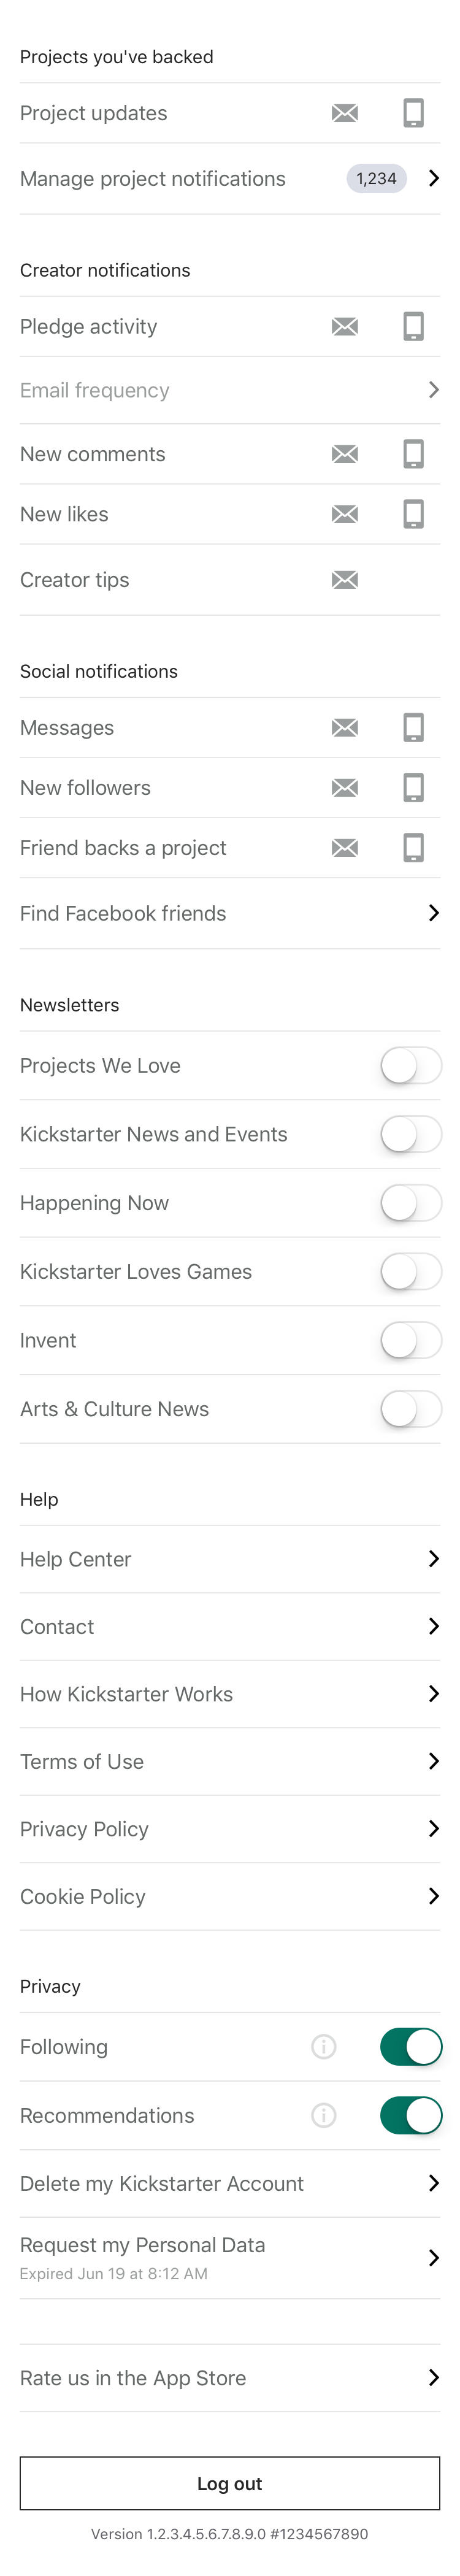 Projects you've backed
Project updates
Manage project notifications 1,234
Creator notifications
Pledge activity
Email frequency
New comments
New likes
Creator tips
Social notifications
Messages
New followers
Friend backs a project
Find Facebook friends
Newsletters
Projects We Love
Kickstarter News and Events
Happening Now
Kickstarter Loves Games
Invent
Arts & Culture News
Help
Help Center
Contact
How Kickstarter Works
Terms of Use
Privacy Policy
Cookie Policy
Privacy
Following
Recommendations
Delete my Kickstarter Account
Request my Personal Data
Expired Jun 19 at 8:12 AM
Rate us in the App Store
Log out
Version 1.2.3.4.5.6.7.8.9.0 #1234567890